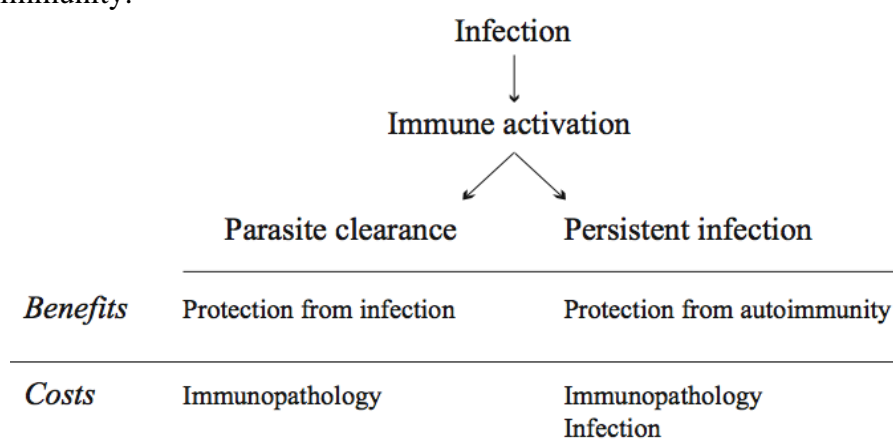 Infection
Immune activation
Parasite clearance Persistent infection
Benefits Protection from infection Protection from autoimmunity
Costs Immunopathology Immunopathology
Infection